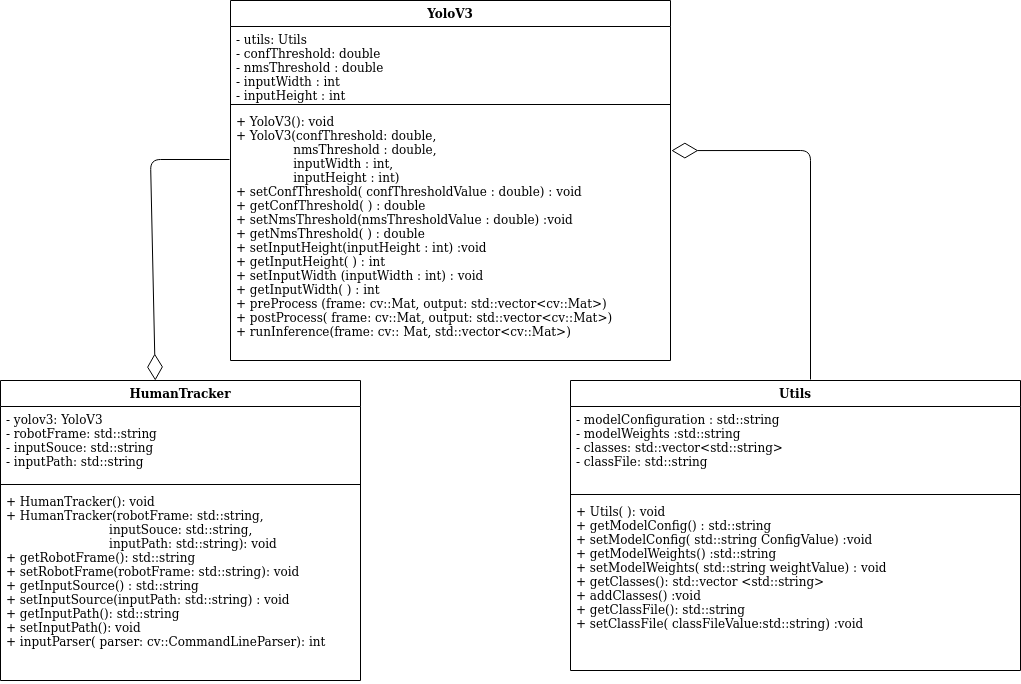 YoloV3
- utils: Utils
- confThreshold: double
- nmsThreshold : double
- inputWidth : int
- inputHeight : int
+ YoloV3(): void
+ YoloV3(confThreshold: double,
nmsThreshold : double,
inputWidth : int,
inputHeight : int)
+ setConfThreshold( confThresholdValue : double) : void
+ getConfThreshold( ) : double
+ setNmsThreshold(nmsThresholdValue : double) :void
+ getNmsThreshold( ) : double
+ setInputHeight(inputHeight : int) :void
+ getInputHeight( ) : int
+ setInputWidth (inputWidth : int) : void
+ getInputWidth( ) : int
+ preProcess (frame: cv::Mat, output: std::vector<cv::Mat>)
+ postProcess( frame: cv::Mat, output: std::vector<cv::Mat>)
+ runInference(frame: cv:: Mat, std::vector<cv::Mat>)
HumanTracker
- yolov3: YoloV3
- robotFrame: std::string
- inputSouce: std::string
- inputPath: std::string
+ HumanTracker(): void
+ HumanTracker(robotFrame: std::string,
inputSouce: std::string,
inputPath: std::string): void
+ getRobotFrame(): std::string
+ setRobotFrame(robotFrame: std::string): void
+ getInputSource() : std::string
+ setInputSource(inputPath: std::string) : void
+ getInputPath(): std::string
+ setInputPath(): void
+ inputParser( parser: cv::CommandLineParser): int
Utils
- modelConfiguration : std::string
- modelWeights :std::string
- classes: std::vector<std::string>
- classFile: std::string
+ Utils( ): void
+ getModelConfig() : std::string
+ setModelConfig( std::string ConfigValue) :void
+ getModelWeights() :std::string
+ setModelWeights( std::string weightValue) : void
+ getClasses(): std::vector <std::string>
+ addClasses() :void
+ getClassFile(): std::string
+ setClassFile( classFileValue:std::string) :void